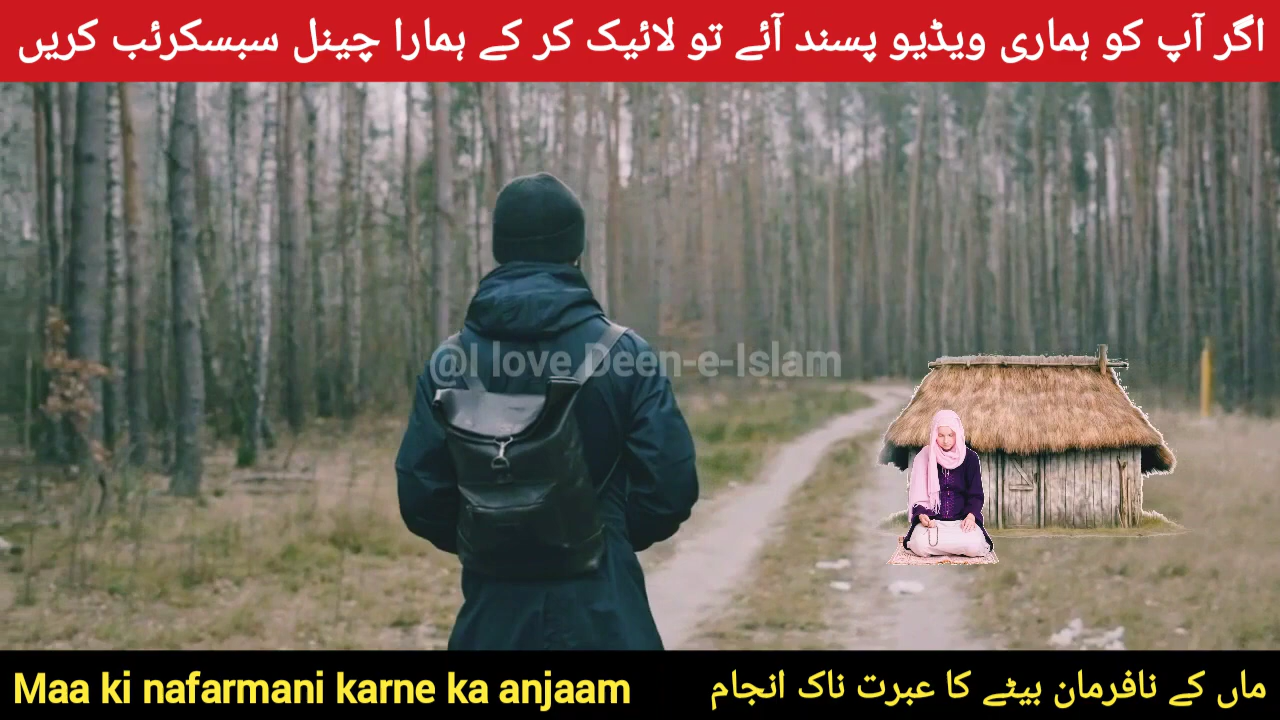 اگر آپ کو ہماری ویڈیو پسند آئے تو لائیک کر کے ہمارا چینل سبسکرئب کریں
@I love Deen-e-Islam
Maa ki nafarmani karne ka anjaam
ماں کے نافرمان بیٹے کا عبرت ناک انجام